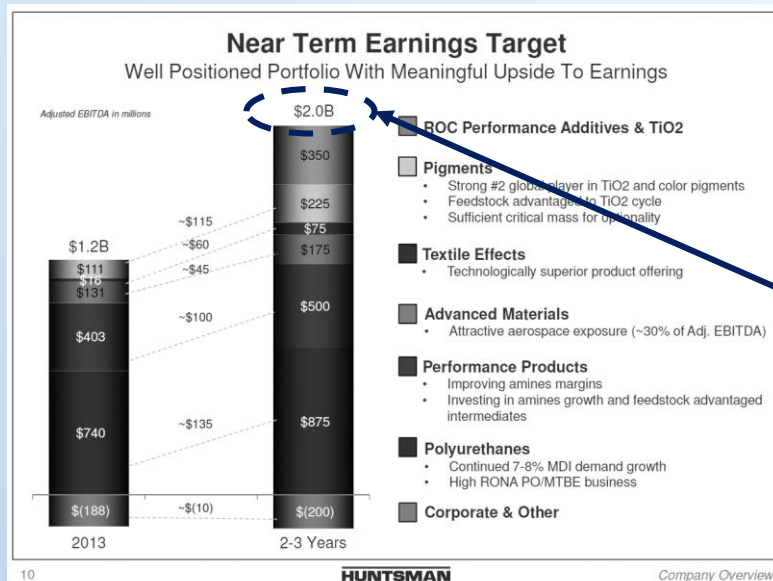 Near Term Earnings Target
Well Positioned Portfolio With Meaningful Upside To Earnings
Adjusted EBITDA in millions
$2.0B
$350
$225
$75
$175
$500
$875
$(200)
2-3 Years
~$115
~$60
~$45
~$100
~$135
~$(10)
$1.2B
$111
$16
$131
$403
$740
$(188)
2013
ROC Performance Additives & TiO2
Pigments
• Strong #2 global player in TiO2 and color pigments
• Feedstock advantaged to TiO2 cycle
• Sufficient critical mass for optionality
Textile Effects
• Technologically superior product offering
Advanced Materials
• Attractive aerospace exposure (~30% of Adj. EBITDA)
Performance Products
• Improving amines margins
• Investing in amines growth and feedstock advantaged
intermediates
Polyurethanes
• Continued 7-8% MDI demand growth
• High RONA PO/MTBE business
Corporate & Other
10
HUNTSMAN
Company Overview